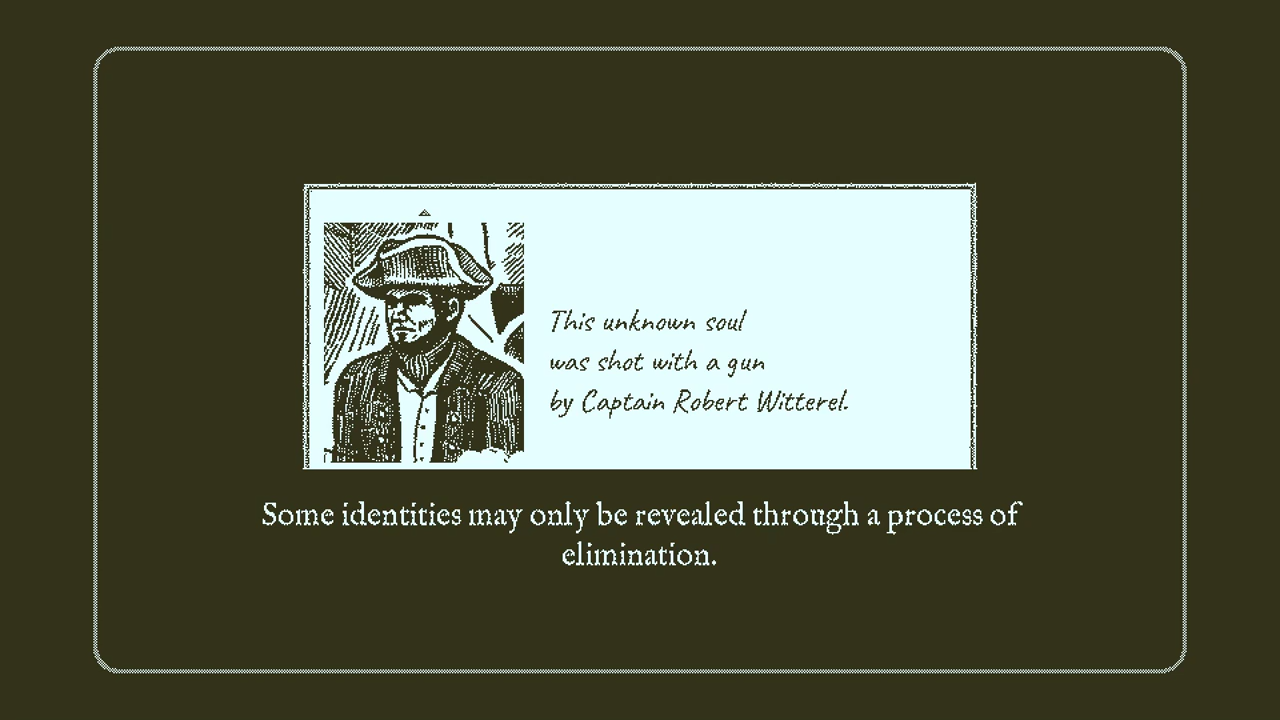 This unknown soul
was shot with a gun
by Captain Robert Witterel.
Some identities may only be revealed through a process of
elimination.